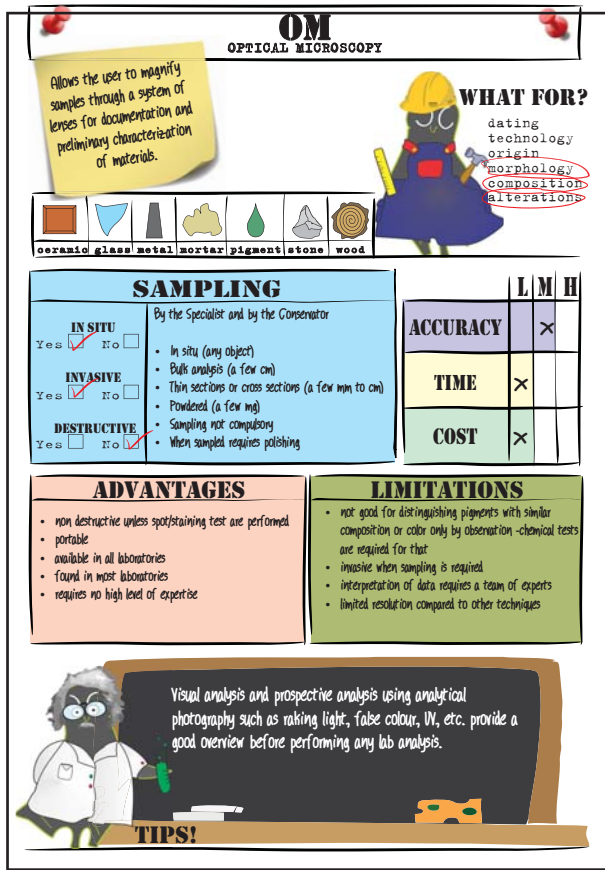 OM
OPTICAL MICROSCOPY
Allows the user to magnify
samples through a system of
lenses for documentation and
preliminary characterization
of materials.
WHAT FOR?
dating
technology
origin
morphology
composition
alterations
ceramic glass metal mortar pigment stone wood
SAMPLING
IN SITU
Yes No
INVASIVE
Yes No
DESTRUCTIVE
Yes No
By the Specialist and by the Conservator
• In situ (any object)
• Bulk analysis (a few cm)
• Thin sections or cross sections (a few mm to cm)
• Powdered (a few mg)
• Sampling not compulsory
• When sampled requires polishing
L M H
ACCURACY x
TIME x
COST x
ADVANTAGES
• non destructive unless spot/staining test are performed
• portable
• available in all laboratories
• found in most laboratories
• requires no high level of expertise
LIMITATIONS
• not good for distinguishing pigments with similar
composition or color only by observation -chemical tests
are required for that
• invasive when sampling is required
• interpretation of data requires a team of experts
• limited resolution compared to other techniques
Visual analysis and prospective analysis using analytical
photography such as raking light, false colour, UV, etc. provide a
good overview before performing any lab analysis.
TIPS!